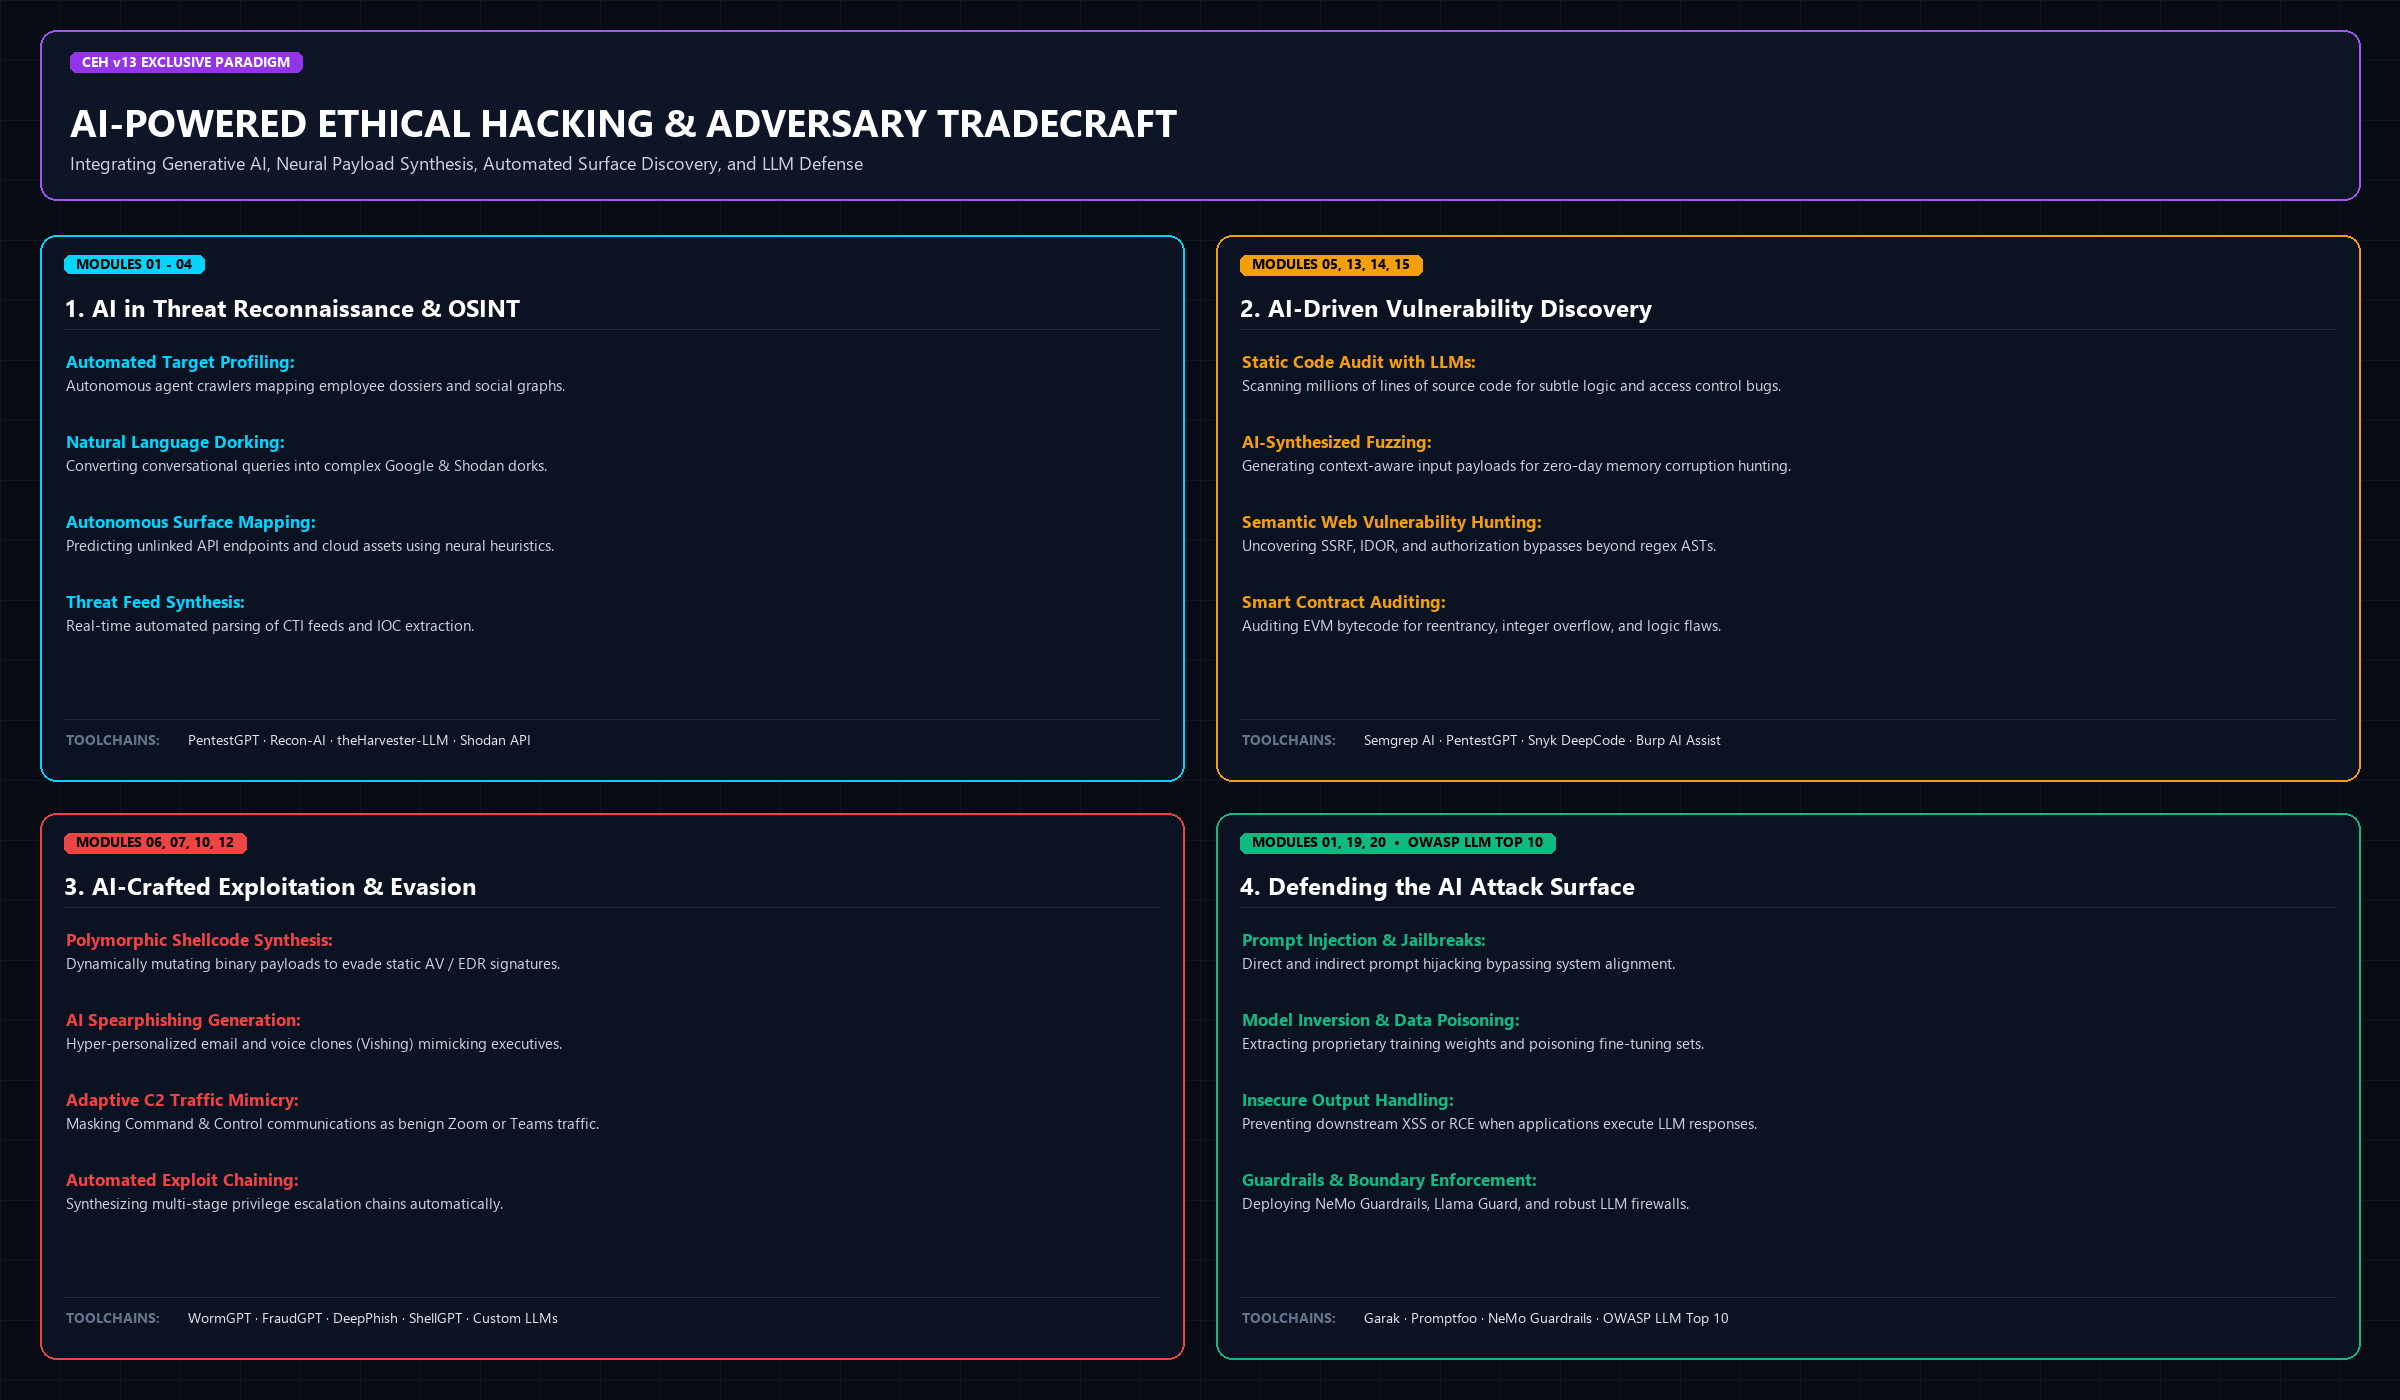 CEH v13 EXCLUSIVE PARADIGM
AI-POWERED ETHICAL HACKING & ADVERSARY TRADECRAFT
Integrating Generative AI, Neural Payload Synthesis, Automated Surface Discovery, and LLM Defense
MODULES 01 - 04
1. AI in Threat Reconnaissance & OSINT
Automated Target Profiling:
Autonomous agent crawlers mapping employee dossiers and social graphs.
Natural Language Dorking:
Converting conversational queries into complex Google & Shodan dorks.
Autonomous Surface Mapping:
Predicting unlinked API endpoints and cloud assets using neural heuristics.
Threat Feed Synthesis:
Real-time automated parsing of CTI feeds and IOC extraction.
TOOLCHAINS: PentestGPT · Recon-AI · theHarvester-LLM · Shodan API
MODULES 05, 13, 14, 15
2. AI-Driven Vulnerability Discovery
Static Code Audit with LLMs:
Scanning millions of lines of source code for subtle logic and access control bugs.
AI-Synthesized Fuzzing:
Generating context-aware input payloads for zero-day memory corruption hunting.
Semantic Web Vulnerability Hunting:
Uncovering SSRF, IDOR, and authorization bypasses beyond regex ASTs.
Smart Contract Auditing:
Auditing EVM bytecode for reentrancy, integer overflow, and logic flaws.
TOOLCHAINS: Semgrep AI · PentestGPT · Snyk DeepCode · Burp AI Assist
MODULES 06, 07, 10, 12
3. AI-Crafted Exploitation & Evasion
Polymorphic Shellcode Synthesis:
Dynamically mutating binary payloads to evade static AV / EDR signatures.
AI Spearphishing Generation:
Hyper-personalized email and voice clones (Vishing) mimicking executives.
Adaptive C2 Traffic Mimicry:
Masking Command & Control communications as benign Zoom or Teams traffic.
Automated Exploit Chaining:
Synthesizing multi-stage privilege escalation chains automatically.
TOOLCHAINS: WormGPT · FraudGPT · DeepPhish · ShellGPT · Custom LLMs
MODULES 01, 19, 20 • OWASP LLM TOP 10
4. Defending the AI Attack Surface
Prompt Injection & Jailbreaks:
Direct and indirect prompt hijacking bypassing system alignment.
Model Inversion & Data Poisoning:
Extracting proprietary training weights and poisoning fine-tuning sets.
Insecure Output Handling:
Preventing downstream XSS or RCE when applications execute LLM responses.
Guardrails & Boundary Enforcement:
Deploying NeMo Guardrails, Llama Guard, and robust LLM firewalls.
TOOLCHAINS: Garak · Promptfoo · NeMo Guardrails · OWASP LLM Top 10